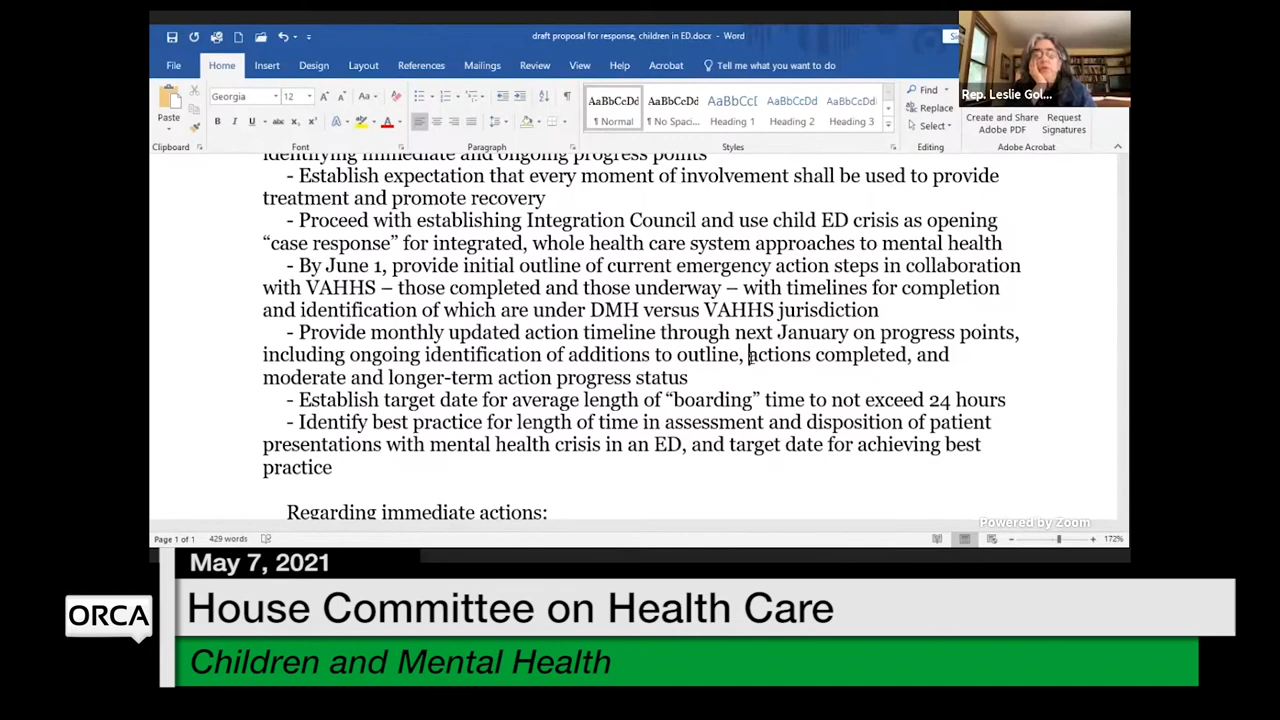 draft proposal for response, children in ED.docx - Word
File Home Insert Design Layout References Mailings Review View Help Acrobat Tell me what you want to do
Rep. Leslie Gol...
Paste
Clipboard
Georgia 12
Font
Paragraph
AaBbCcDd AaBbCcDd AaBbCcD AaBbCcDd AaBbCcDd
¶ Normal ¶ No Spaci... Heading 1 Heading 2 Heading 3
Styles
Find
Replace
Select
Editing
Create and Share Adobe PDF
Request Signatures
Adobe Acrobat
identifying immediate and ongoing progress points
- Establish expectation that every moment of involvement shall be used to provide
treatment and promote recovery
- Proceed with establishing Integration Council and use child ED crisis as opening
“case response” for integrated, whole health care system approaches to mental health
- By June 1, provide initial outline of current emergency action steps in collaboration
with VAHHS – those completed and those underway – with timelines for completion
and identification of which are under DMH versus VAHHS jurisdiction
- Provide monthly updated action timeline through next January on progress points,
including ongoing identification of additions to outline, actions completed, and
moderate and longer-term action progress status
- Establish target date for average length of “boarding” time to not exceed 24 hours
- Identify best practice for length of time in assessment and disposition of patient
presentations with mental health crisis in an ED, and target date for achieving best
practice
Regarding immediate actions:
Powered by Zoom
Page 1 of 1 429 words 172%
May 7, 2021
ORCA
House Committee on Health Care
Children and Mental Health